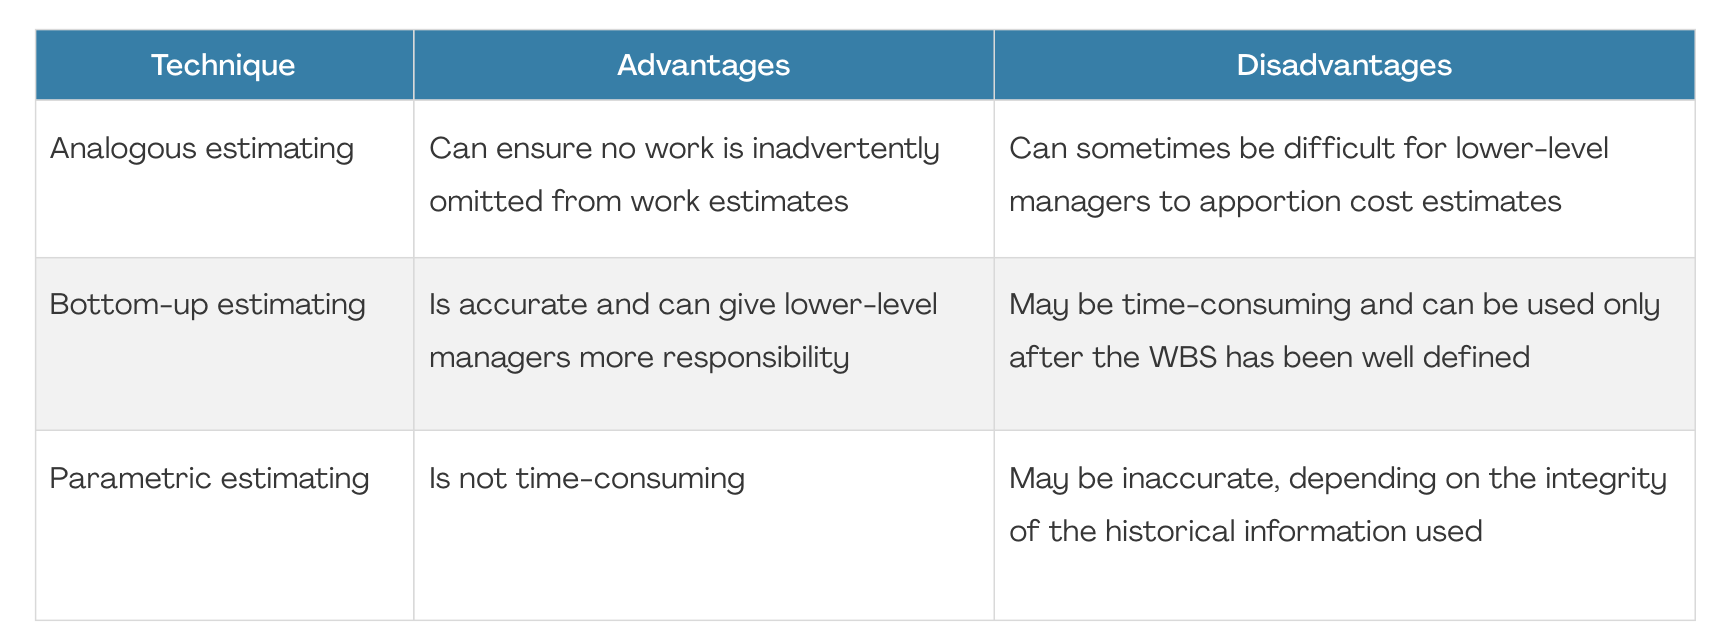 Technique
Advantages
Disadvantages
Analogous estimating
Can ensure no work is inadvertently
omitted from work estimates
Can sometimes be difficult for lower-level
managers to apportion cost estimates
Bottom-up estimating
Is accurate and can give lower-level
managers more responsibility
May be time-consuming and can be used only
after the WBS has been well defined
Parametric estimating
Is not time-consuming
May be inaccurate, depending on the integrity
of the historical information used